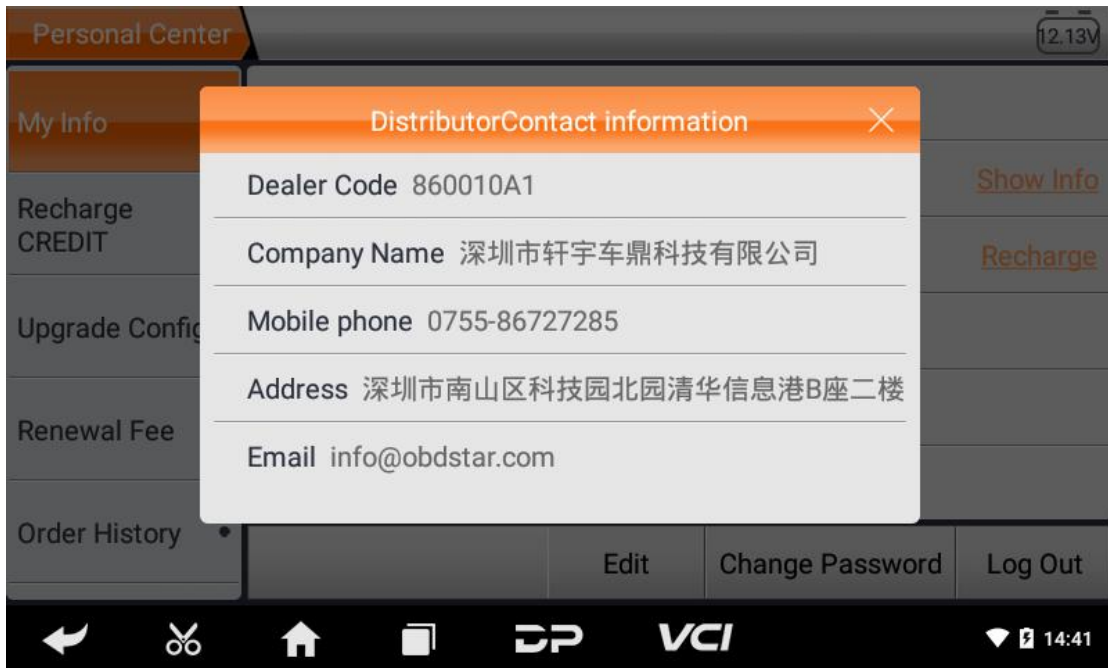 Personal Center
12.13V
My Info
DistributorContact information
Dealer Code 860010A1
Show Info
Recharge
CREDIT
Company Name 深圳市轩宇车鼎科技有限公司
Recharge
Upgrade Config
Mobile phone 0755-86727285
Address 深圳市南山区科技园北园清华信息港B座二楼
Renewal Fee
Email info@obdstar.com
Order History
Edit
Change Password
Log Out
DP
VCI
14:41